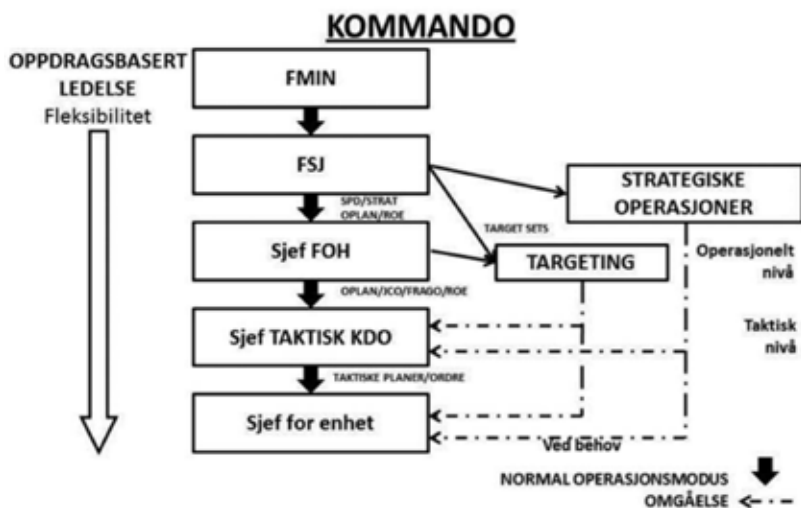 KOMMANDO
OPPDRAGSBASERT
LEDELSE
Fleksibilitet
FMIN
FSJ
SPD/STRAT
OPLAN/ROE
STRATEGISKE
OPERASJONER
TARGET SETS
Sjef FOH
TARGETING
Operasjonelt
nivå
OPLAN/JCO/FRAGO/ROE
Sjef TAKTISK KDO
Taktisk
nivå
TAKTISKE PLANER/ORDRE
Sjef for enhet
Ved behov
NORMAL OPERASJONSMODUS
OMGÅELSE